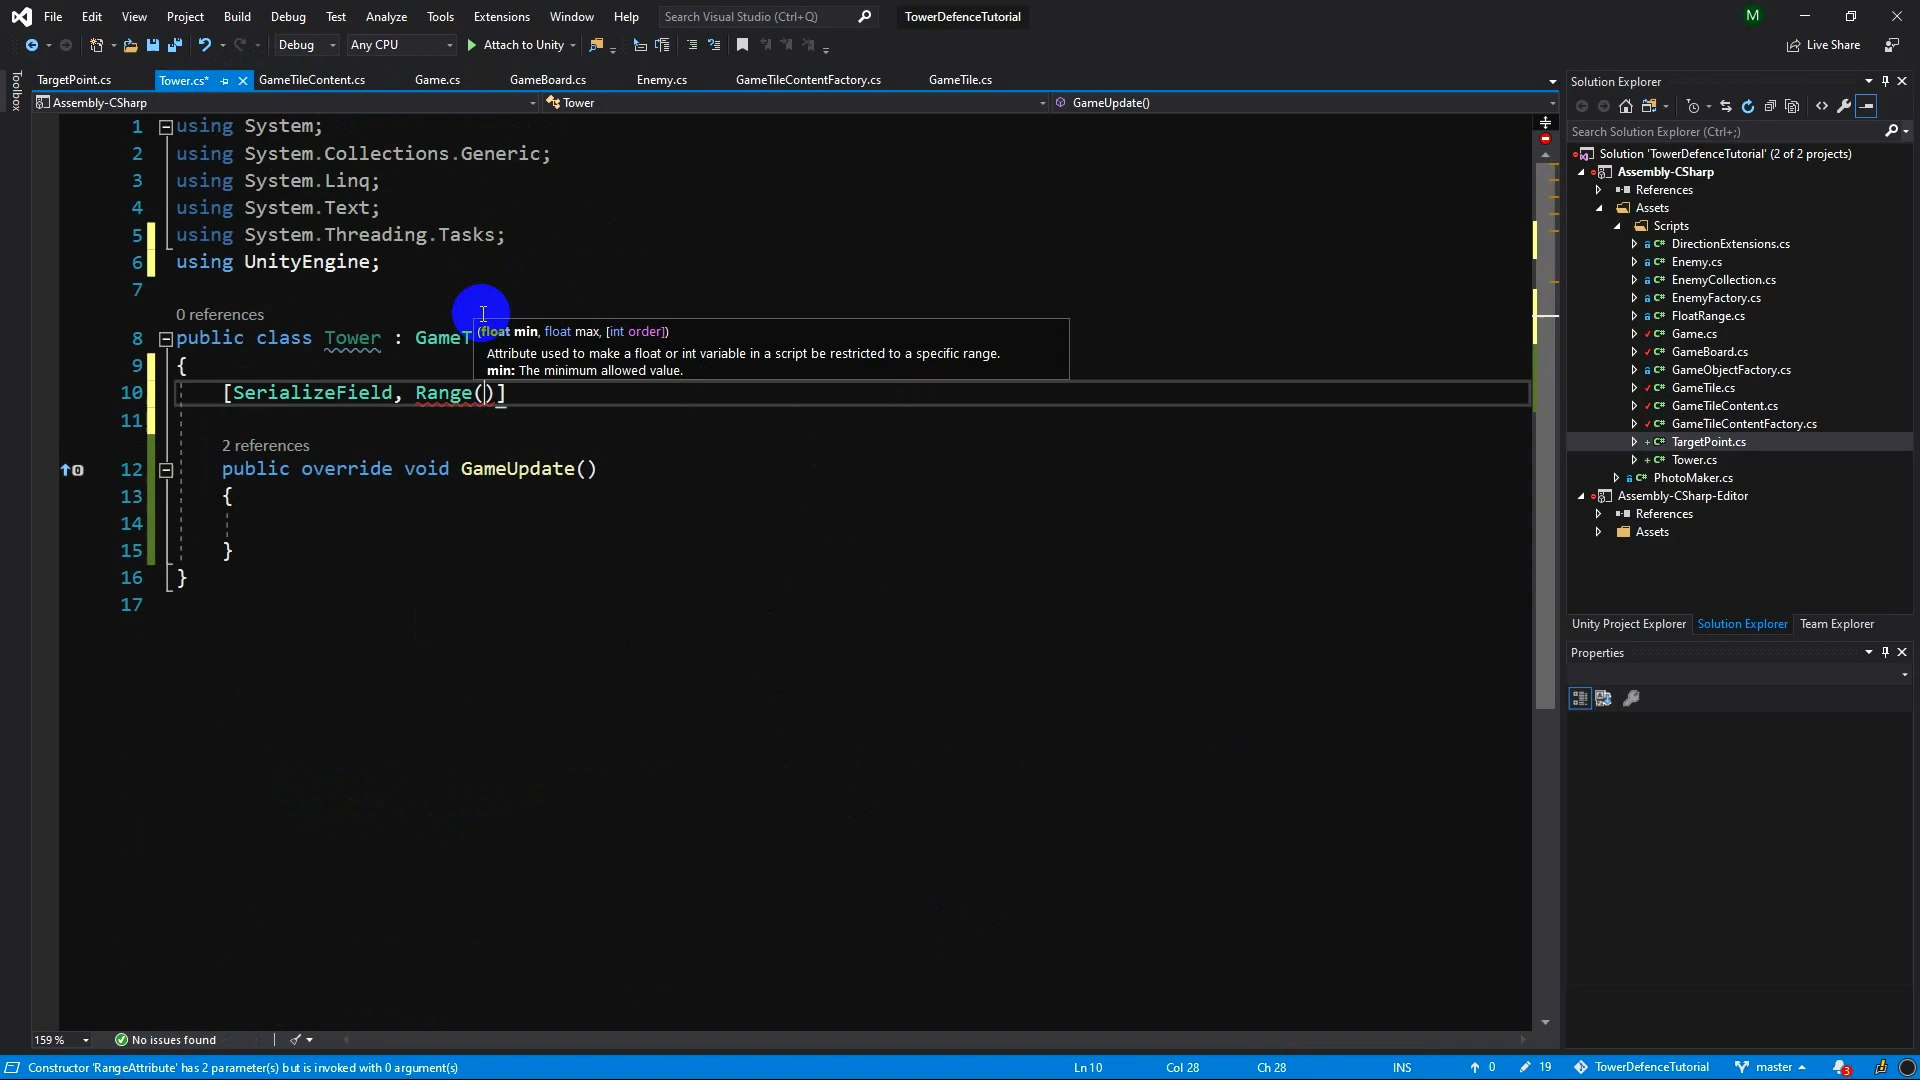 File Edit View Project Build Debug Test Analyze Tools Extensions Window Help Search Visual Studio (Ctrl+Q) TowerDefenceTutorial M
Debug Any CPU Attach to Unity Live Share
Toolbox
TargetPoint.cs Tower.cs* GameTileContent.cs Game.cs GameBoard.cs Enemy.cs GameTileContentFactory.cs GameTile.cs
Assembly-CSharp Tower GameUpdate()
1 using System;
2 using System.Collections.Generic;
3 using System.Linq;
4 using System.Text;
5 using System.Threading.Tasks;
6 using UnityEngine;
7
0 references
8 public class Tower : GameT
(float min, float max, [int order])
Attribute used to make a float or int variable in a script be restricted to a specific range.
min: The minimum allowed value.
9 {
10 [SerializeField, Range()]
11
2 references
12 public override void GameUpdate()
13 {
14
15 }
16 }
17
159 % No issues found
Solution Explorer
Search Solution Explorer (Ctrl+;)
Solution 'TowerDefenceTutorial' (2 of 2 projects)
Assembly-CSharp
References
Assets
Scripts
DirectionExtensions.cs
Enemy.cs
EnemyCollection.cs
EnemyFactory.cs
FloatRange.cs
Game.cs
GameBoard.cs
GameObjectFactory.cs
GameTile.cs
GameTileContent.cs
GameTileContentFactory.cs
TargetPoint.cs
Tower.cs
PhotoMaker.cs
Assembly-CSharp-Editor
References
Assets
Unity Project Explorer Solution Explorer Team Explorer
Properties
Constructor 'RangeAttribute' has 2 parameter(s) but is invoked with 0 argument(s) Ln 10 Col 28 Ch 28 INS 0 19 TowerDefenceTutorial master 3